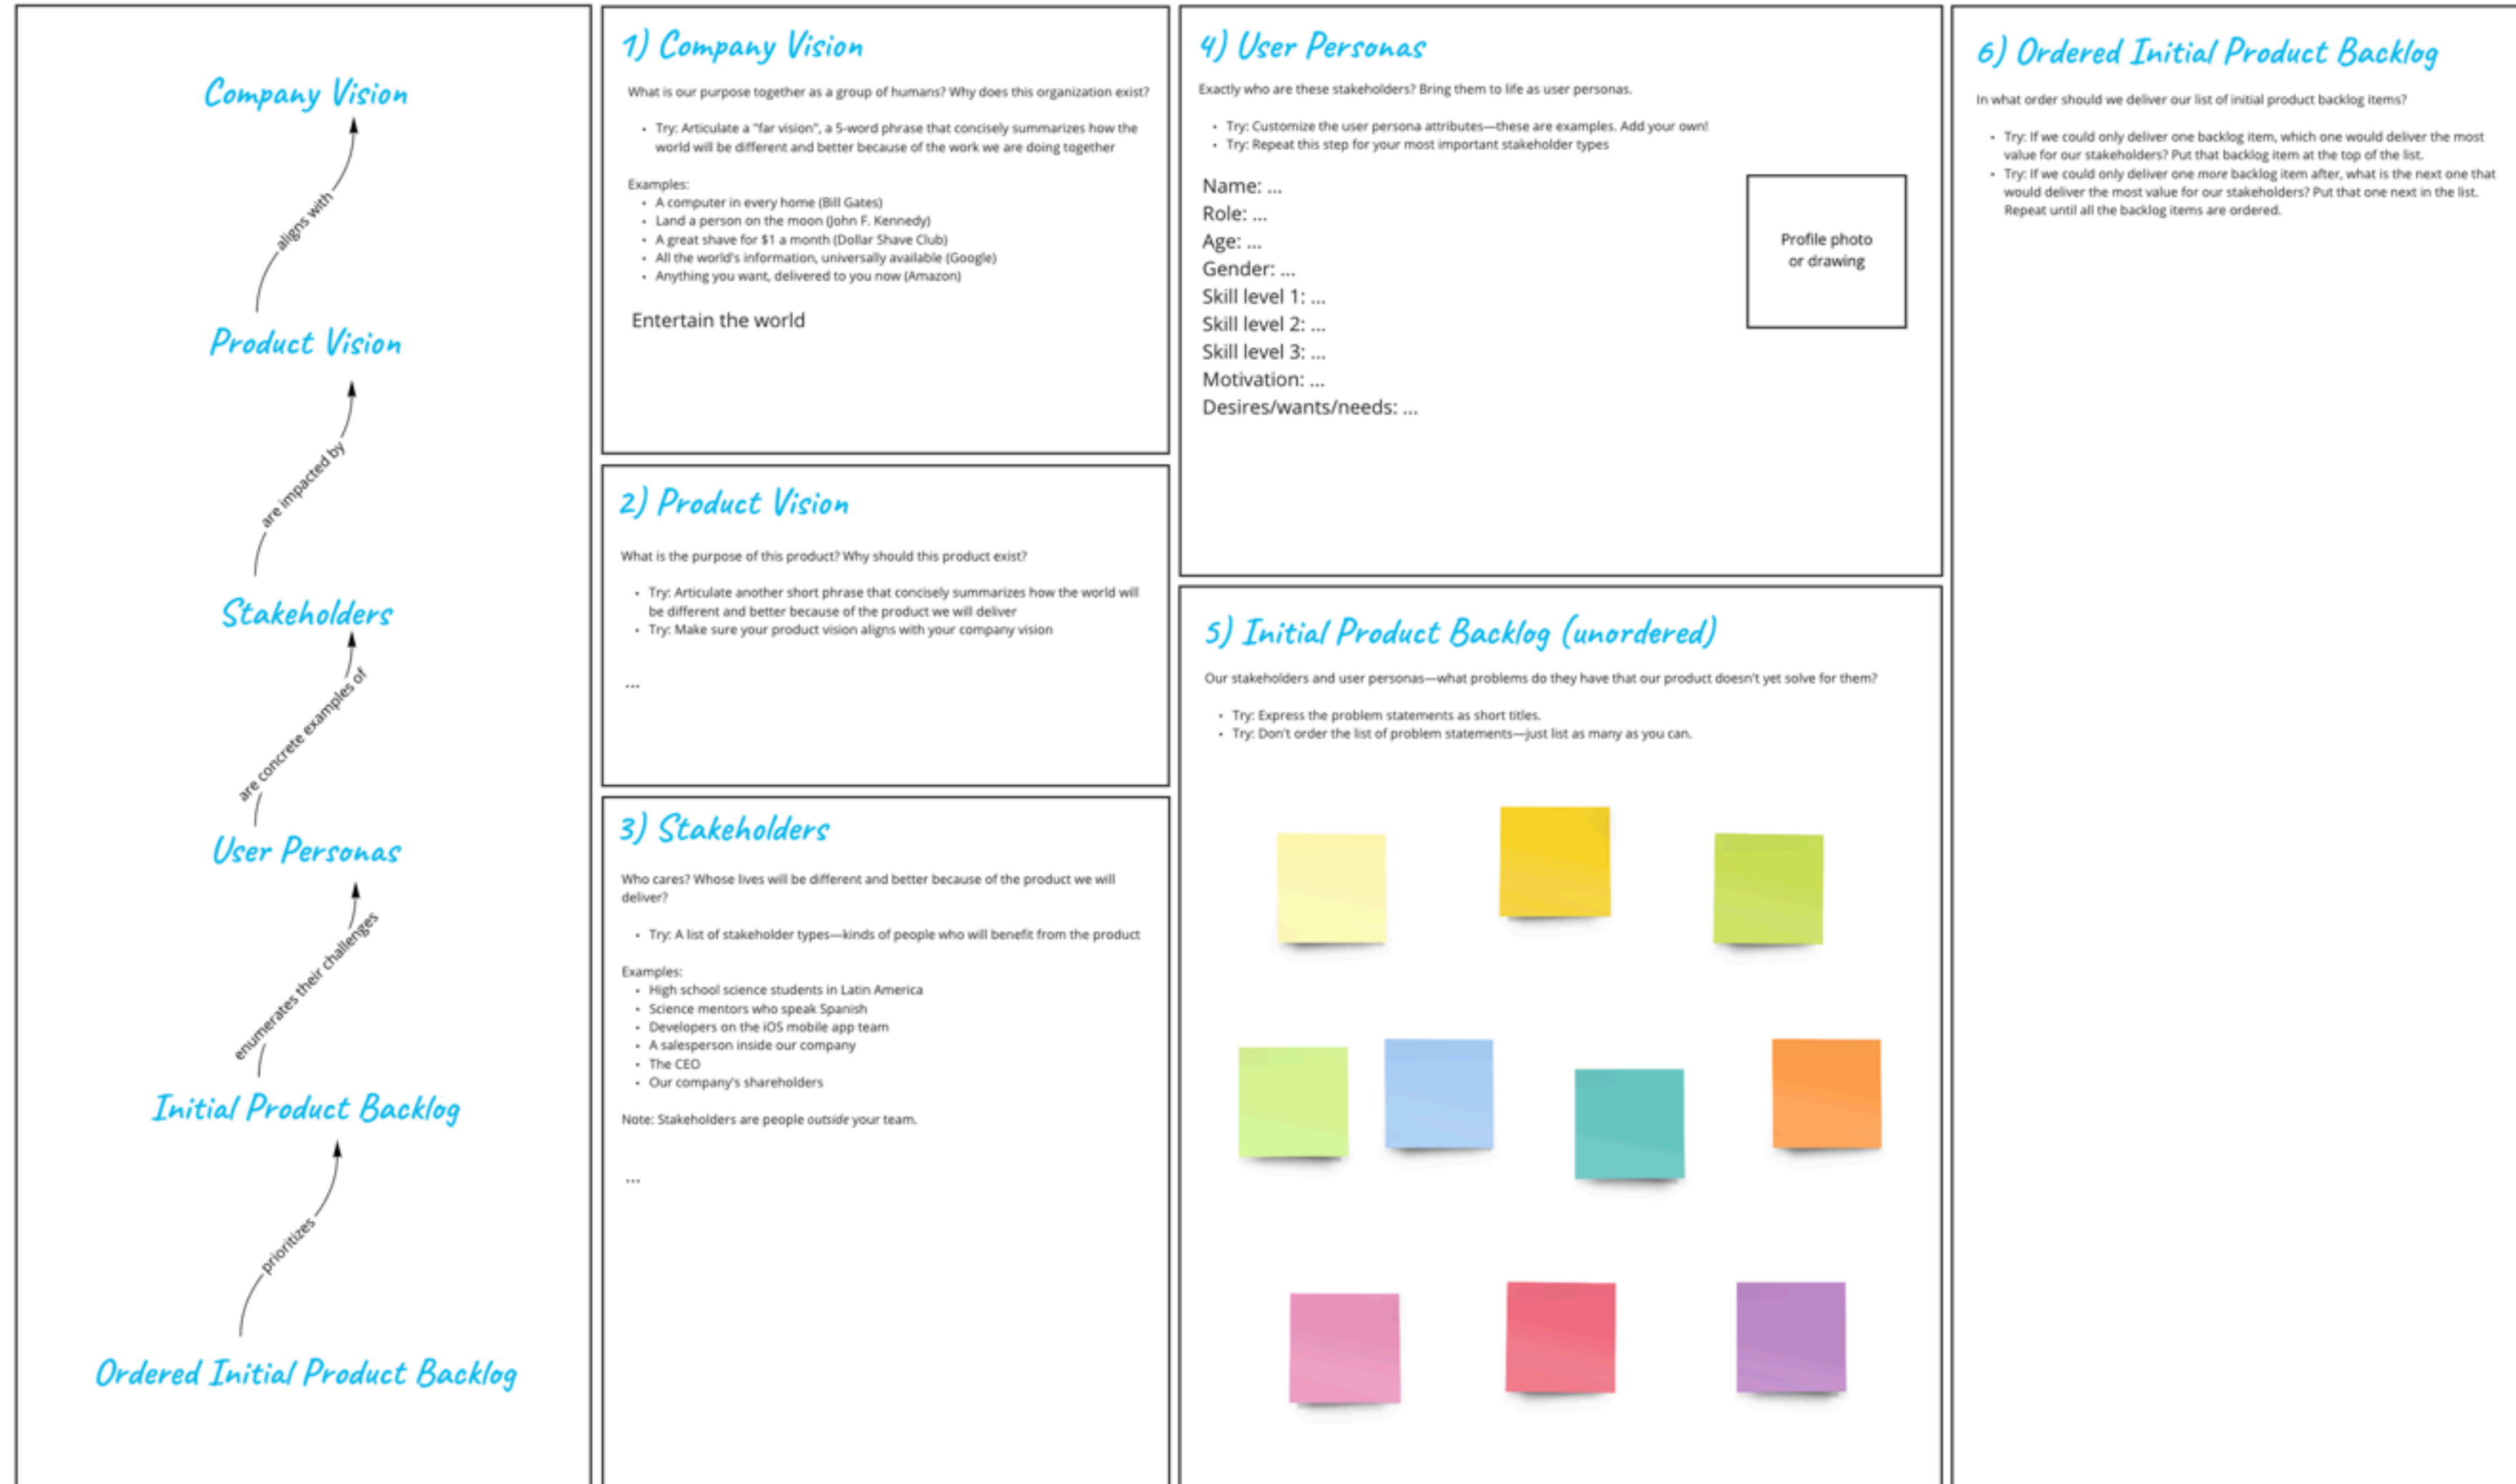 Company Vision
aligns with
Product Vision
are impacted by
Stakeholders
are concrete examples of
User Personas
enumerates their challenges
Initial Product Backlog
prioritizes
Ordered Initial Product Backlog
1) Company Vision
What is our purpose together as a group of humans? Why does this organization exist?
• Try: Articulate a "far vision", a 5-word phrase that concisely summarizes how the
world will be different and better because of the work we are doing together
Examples:
• A computer in every home (Bill Gates)
• Land a person on the moon (John F. Kennedy)
• A great shave for $1 a month (Dollar Shave Club)
• All the world's information, universally available (Google)
• Anything you want, delivered to you now (Amazon)
Entertain the world
2) Product Vision
What is the purpose of this product? Why should this product exist?
• Try: Articulate another short phrase that concisely summarizes how the world will
be different and better because of the product we will deliver
• Try: Make sure your product vision aligns with your company vision
...
3) Stakeholders
Who cares? Whose lives will be different and better because of the product we will
deliver?
• Try: A list of stakeholder types—kinds of people who will benefit from the product
Examples:
• High school science students in Latin America
• Science mentors who speak Spanish
• Developers on the iOS mobile app team
• A salesperson inside our company
• The CEO
• Our company's shareholders
Note: Stakeholders are people outside your team.
...
4) User Personas
Exactly who are these stakeholders? Bring them to life as user personas.
• Try: Customize the user persona attributes—these are examples. Add your own!
• Try: Repeat this step for your most important stakeholder types
Name: ...
Role: ...
Age: ...
Gender: ...
Skill level 1: ...
Skill level 2: ...
Skill level 3: ...
Motivation: ...
Desires/wants/needs: ...
Profile photo
or drawing
5) Initial Product Backlog (unordered)
Our stakeholders and user personas—what problems do they have that our product doesn't yet solve for them?
• Try: Express the problem statements as short titles.
• Try: Don't order the list of problem statements—just list as many as you can.
6) Ordered Initial Product Backlog
In what order should we deliver our list of initial product backlog items?
• Try: If we could only deliver one backlog item, which one would deliver the most
value for our stakeholders? Put that backlog item at the top of the list.
• Try: If we could only deliver one more backlog item after, what is the next one that
would deliver the most value for our stakeholders? Put that one next in the list.
Repeat until all the backlog items are ordered.